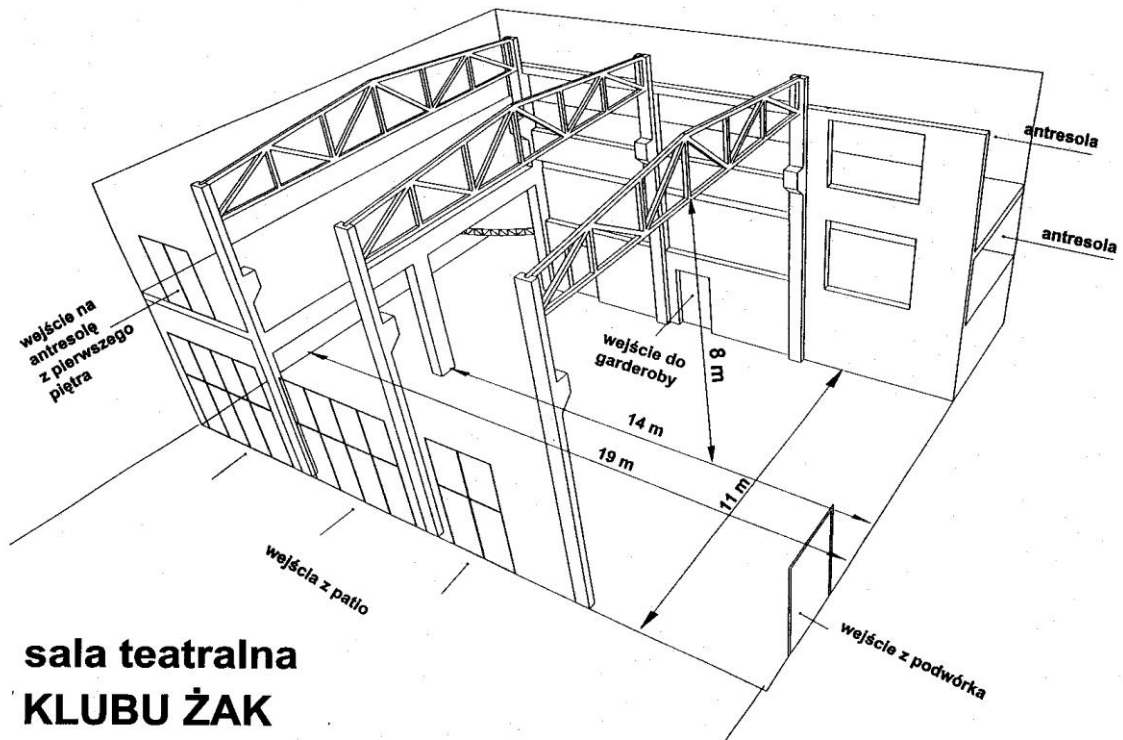 antresola
antresola
wejście na
antresolę
z pierwszego
piętra
wejście do
garderoby
8 m
14 m
19 m
11 m
wejścia z patio
wejście z podwórka
sala teatralna
KLUBU ŻAK